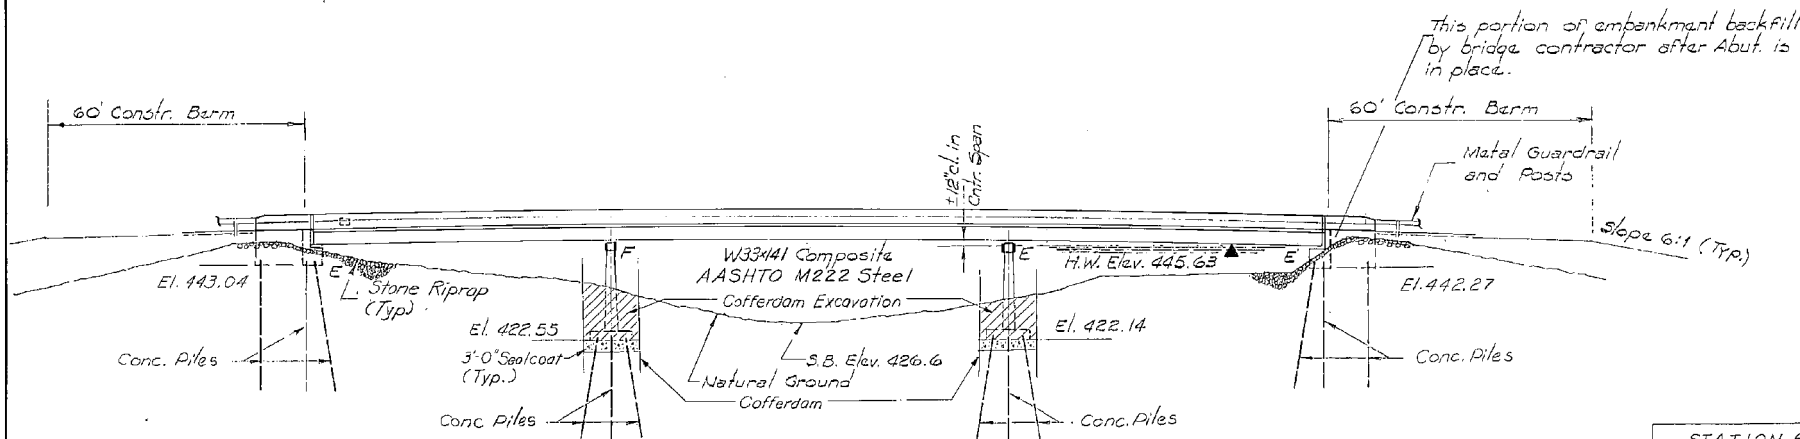 This portion of embankment backfill
by bridge contractor after Abut. is
in place.
60' Constr. Berm
60' Constr. Berm
±18" cl. in
Cntr. Span
Metal Guardrail
and Posts
Slope 6:1 (Typ.)
F
W33x141 Composite
AASHTO M222 Steel
E
H.W. Elev. 445.63
E
E
El. 443.04
Stone Riprap
(Typ)
El. 442.27
Cofferdam Excavation
El. 422.55
El. 422.14
3'-0" Sealcoat
(Typ.)
S.B. Elev. 426.6
Conc. Piles
Conc. Piles
Natural Ground
Cofferdam
Conc Piles
Conc. Piles
STATION